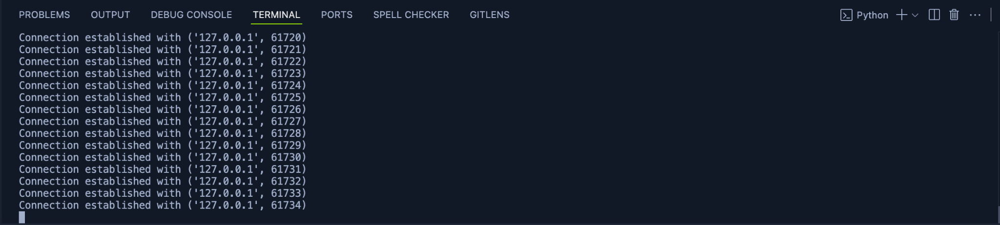 PROBLEMS OUTPUT DEBUG CONSOLE TERMINAL PORTS SPELL CHECKER GITLENS Python
Connection established with ('127.0.0.1', 61720)
Connection established with ('127.0.0.1', 61721)
Connection established with ('127.0.0.1', 61722)
Connection established with ('127.0.0.1', 61723)
Connection established with ('127.0.0.1', 61724)
Connection established with ('127.0.0.1', 61725)
Connection established with ('127.0.0.1', 61726)
Connection established with ('127.0.0.1', 61727)
Connection established with ('127.0.0.1', 61728)
Connection established with ('127.0.0.1', 61729)
Connection established with ('127.0.0.1', 61730)
Connection established with ('127.0.0.1', 61731)
Connection established with ('127.0.0.1', 61732)
Connection established with ('127.0.0.1', 61733)
Connection established with ('127.0.0.1', 61734)